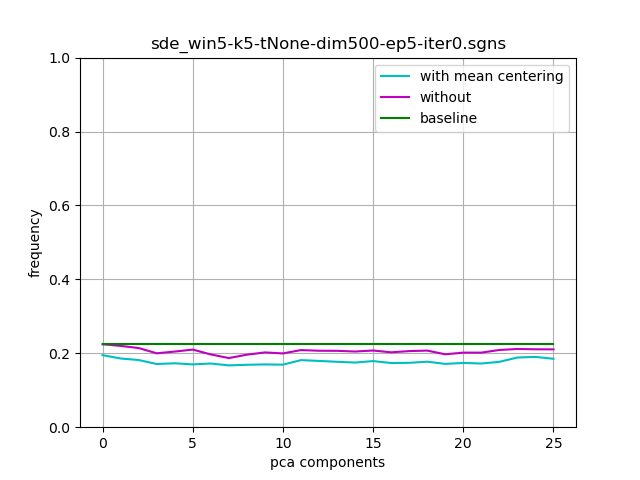 sde_win5-k5-tNone-dim500-ep5-iter0.sgns
with mean centering
without
baseline
frequency
1.0
0.8
0.6
0.4
0.2
0.0
0 5 10 15 20 25
pca components